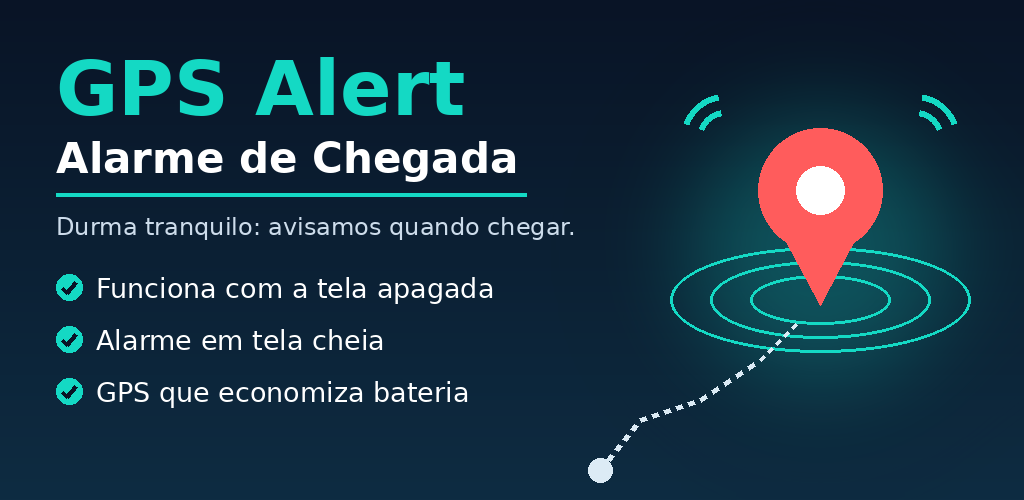 GPS Alert
Alarme de Chegada
Durma tranquilo: avisamos quando chegar.
Funciona com a tela apagada
Alarme em tela cheia
GPS que economiza bateria